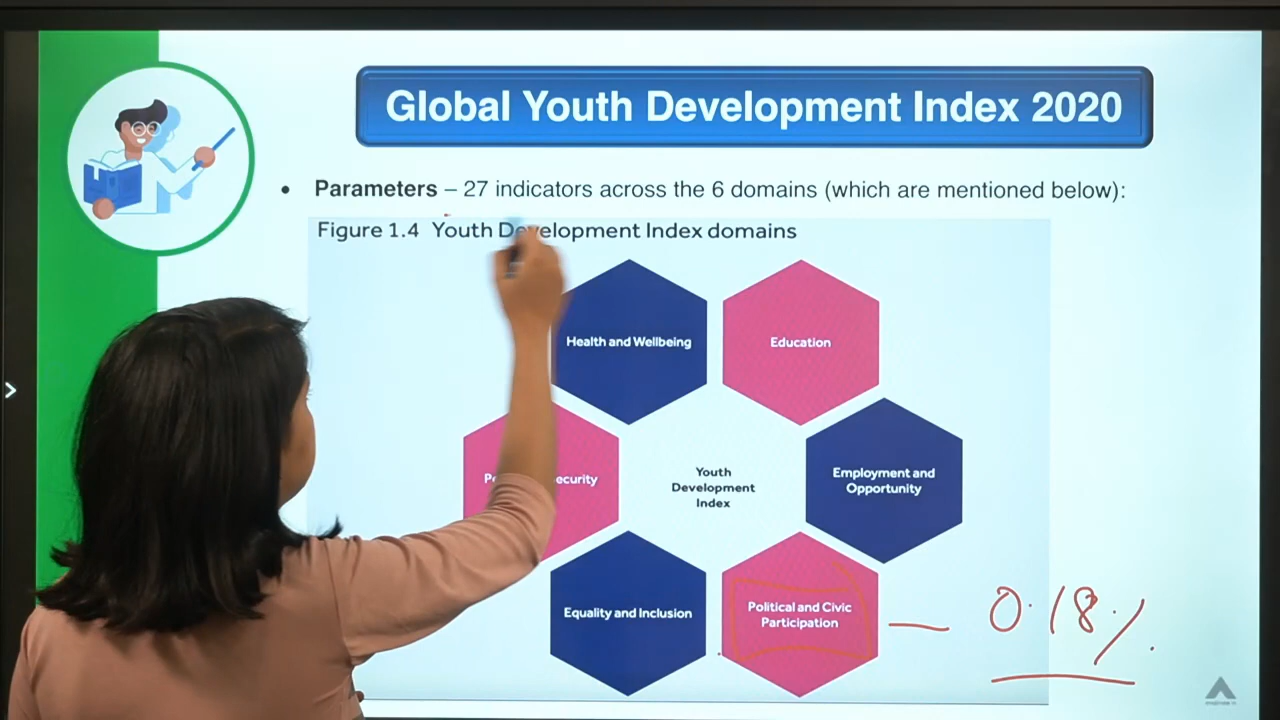 Global Youth Development Index 2020
• Parameters – 27 indicators across the 6 domains (which are mentioned below):
Figure 1.4 Youth Development Index domains
Health and Wellbeing
Education
Youth
Development
Index
Employment and
Opportunity
Equality and Inclusion
Political and Civic
Participation
0.18%.